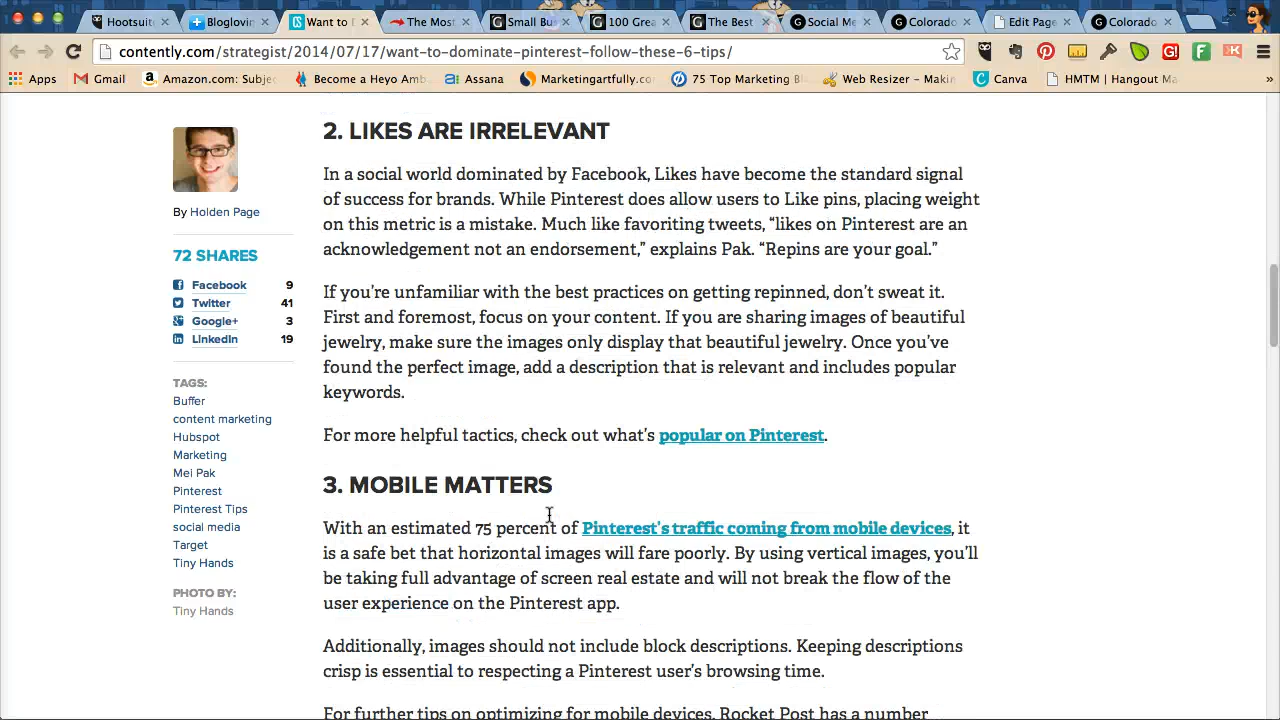 Hootsuite
Bloglovin
Want to D
The Most
Small Bu
100 Grea
The Best
Social Me
Colorado
Edit Page
Colorado
contently.com/strategist/2014/07/17/want-to-dominate-pinterest-follow-these-6-tips/
Apps
Gmail
Amazon.com: Subje
Become a Heyo Amb
Assana
Marketingartfully.co
75 Top Marketing Bl
Web Resizer - Makin
Canva
HMTM | Hangout Ma
»
2. LIKES ARE IRRELEVANT
In a social world dominated by Facebook, Likes have become the standard signal
of success for brands. While Pinterest does allow users to Like pins, placing weight
on this metric is a mistake. Much like favoriting tweets, “likes on Pinterest are an
acknowledgement not an endorsement,” explains Pak. “Repins are your goal.”
If you’re unfamiliar with the best practices on getting repinned, don’t sweat it.
First and foremost, focus on your content. If you are sharing images of beautiful
jewelry, make sure the images only display that beautiful jewelry. Once you’ve
found the perfect image, add a description that is relevant and includes popular
keywords.
For more helpful tactics, check out what’s popular on Pinterest.
3. MOBILE MATTERS
With an estimated 75 percent of Pinterest’s traffic coming from mobile devices, it
is a safe bet that horizontal images will fare poorly. By using vertical images, you’ll
be taking full advantage of screen real estate and will not break the flow of the
user experience on the Pinterest app.
Additionally, images should not include block descriptions. Keeping descriptions
crisp is essential to respecting a Pinterest user’s browsing time.
For further tips on optimizing for mobile devices, Rocket Post has a number
By Holden Page
72 SHARES
Facebook 9
Twitter 41
Google+ 3
LinkedIn 19
TAGS:
Buffer
content marketing
Hubspot
Marketing
Mei Pak
Pinterest
Pinterest Tips
social media
Target
Tiny Hands
PHOTO BY:
Tiny Hands